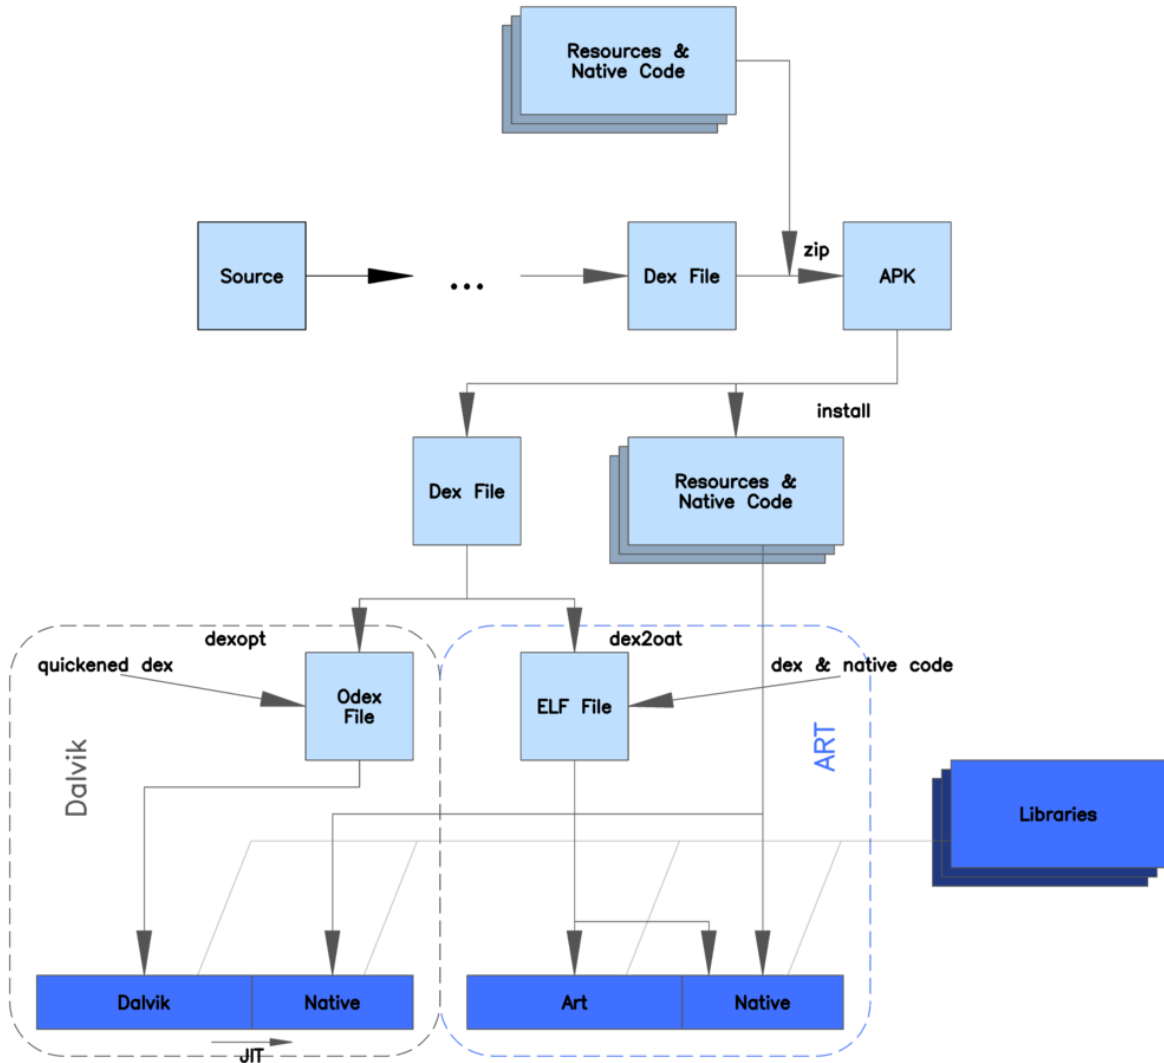 Resources &
Native Code
Source
...
Dex File
zip
APK
install
Dex File
Resources &
Native Code
dexopt
dex2oat
quickened dex
dex & native code
Odex
File
ELF File
Dalvik
ART
Libraries
Dalvik
Native
Art
Native
JIT